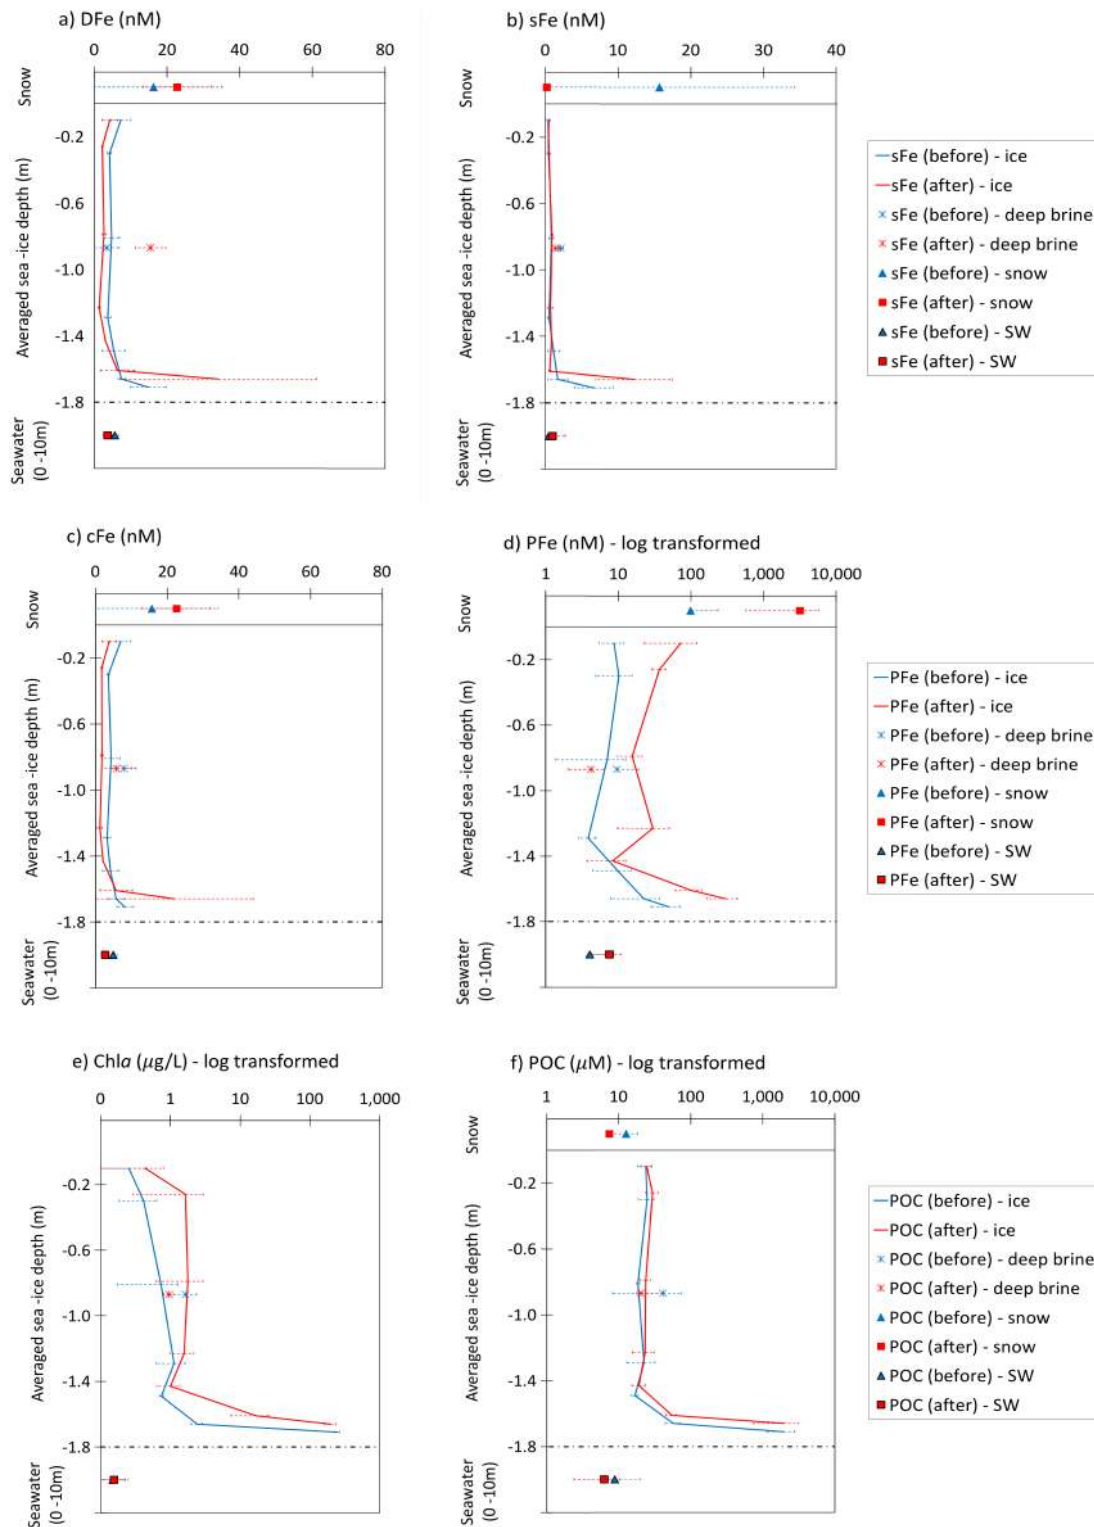 a) DFe (nM)
0 20 40 60 80
Snow
-0.2
-0.6
-1.0
-1.4
-1.8
Averaged sea -ice depth (m)
Seawater
(0 -10m)
b) sFe (nM)
0 10 20 30 40
Snow
-0.2
-0.6
-1.0
-1.4
-1.8
Averaged sea -ice depth (m)
Seawater
(0 -10m)
sFe (before) - ice
sFe (after) - ice
sFe (before) - deep brine
sFe (after) - deep brine
sFe (before) - snow
sFe (after) - snow
sFe (before) - SW
sFe (after) - SW
c) cFe (nM)
0 20 40 60 80
Snow
-0.2
-0.6
-1.0
-1.4
-1.8
Averaged sea -ice depth (m)
Seawater
(0 -10m)
d) PFe (nM) - log transformed
1 10 100 1,000 10,000
Snow
-0.2
-0.6
-1.0
-1.4
-1.8
Averaged sea -ice depth (m)
Seawater
(0 -10m)
PFe (before) - ice
PFe (after) - ice
PFe (before) - deep brine
PFe (after) - deep brine
PFe (before) - snow
PFe (after) - snow
PFe (before) - SW
PFe (after) - SW
e) Chla (μg/L) - log transformed
0 1 10 100 1,000
-0.2
-0.6
-1.0
-1.4
-1.8
Averaged sea -ice depth (m)
Seawater
(0 -10m)
f) POC (μM) - log transformed
1 10 100 1,000 10,000
Snow
-0.2
-0.6
-1.0
-1.4
-1.8
Averaged sea -ice depth (m)
Seawater
(0 -10m)
POC (before) - ice
POC (after) - ice
POC (before) - deep brine
POC (after) - deep brine
POC (before) - snow
POC (after) - snow
POC (before) - SW
POC (after) - SW